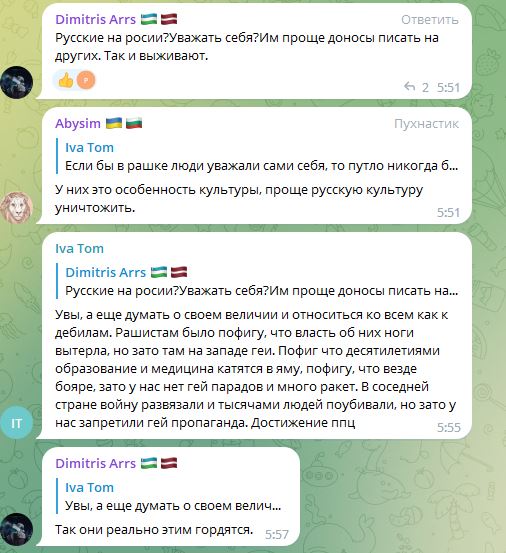 Dimitris Arrs 🇺🇿 🇱🇻 Ответить
Русские на росии?Уважать себя?Им проще доносы писать на
других. Так и выживают.
👍 P
2 5:51
Abysim 🇺🇦 🇧🇬 Пухнастик
Iva Tom
Если бы в рашке люди уважали сами себя, то путло никогда б...
У них это особенность культуры, проще русскую культуру
уничтожить.
5:51
Iva Tom
Dimitris Arrs 🇺🇿 🇱🇻
Русские на росии?Уважать себя?Им проще доносы писать на...
Увы, а еще думать о своем величии и относиться ко всем как к
дебилам. Рашистам было пофигу, что власть об них ноги
вытерла, но зато там на западе геи. Пофиг что десятилетиями
образование и медицина катятся в яму, пофигу, что везде
бояре, зато у нас нет гей парадов и много ракет. В соседней
стране войну развязали и тысячами людей поубивали, но зато у
нас запретили гей пропаганда. Достижение ппц
IT
5:55
Dimitris Arrs 🇺🇿 🇱🇻
Iva Tom
Увы, а еще думать о своем велич...
Так они реально этим гордятся. 5:57